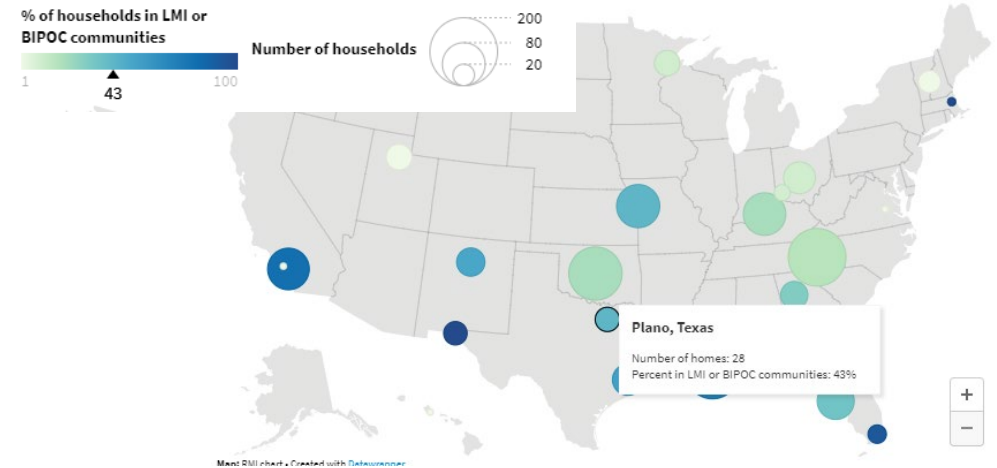 % of households in LMI or
BIPOC communities
1
100
43
Number of households
200
80
20
Plano, Texas
Number of homes: 28
Percent in LMI or BIPOC communities: 43%
+
−
Map: RMI chart • Created with Datawrapper